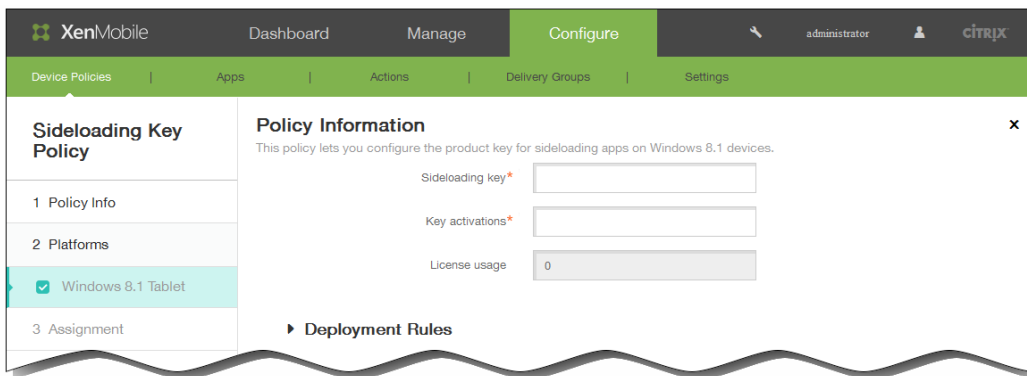 XenMobile Dashboard Manage Configure administrator CİTRIX
Device Policies | Apps | Actions | Delivery Groups | Settings
Sideloading Key Policy
1 Policy Info
2 Platforms
Windows 8.1 Tablet
3 Assignment
Policy Information
This policy lets you configure the product key for sideloading apps on Windows 8.1 devices.
Sideloading key*
Key activations*
License usage 0
Deployment Rules